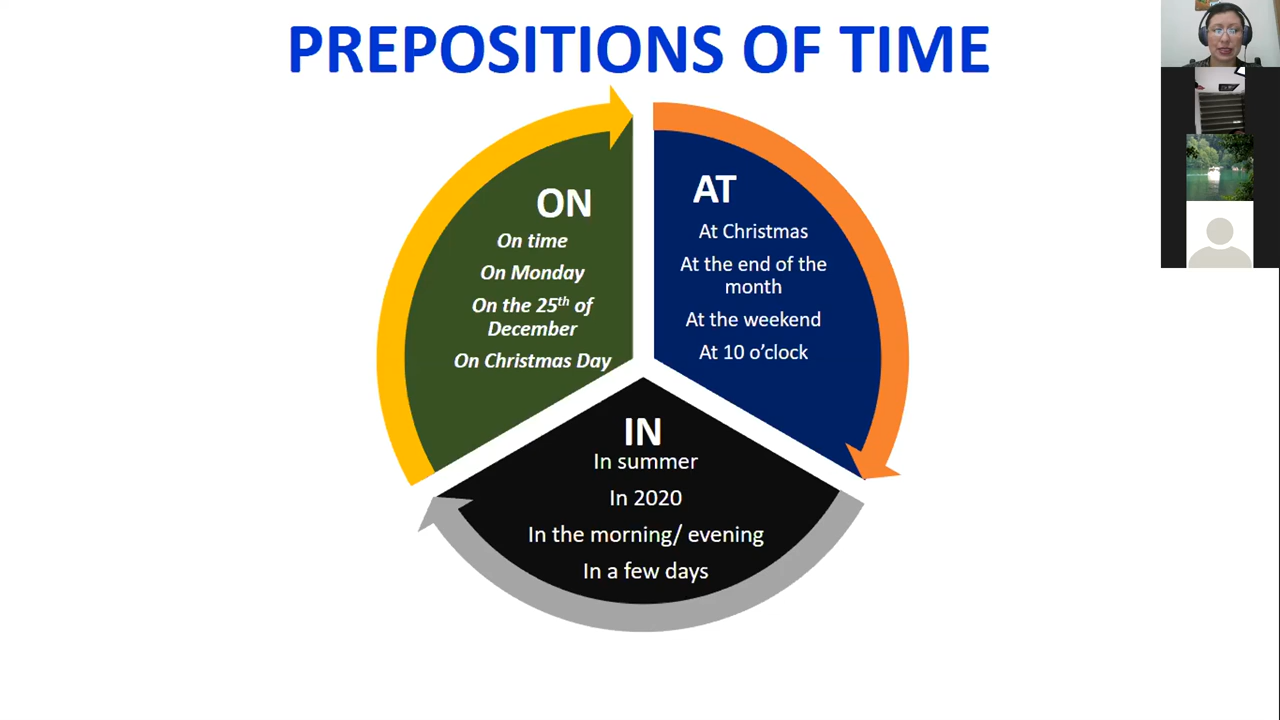 PREPOSITIONS OF TIME
ON
On time
On Monday
On the 25th of
December
On Christmas Day
AT
At Christmas
At the end of the
month
At the weekend
At 10 o’clock
IN
In summer
In 2020
In the morning/ evening
In a few days